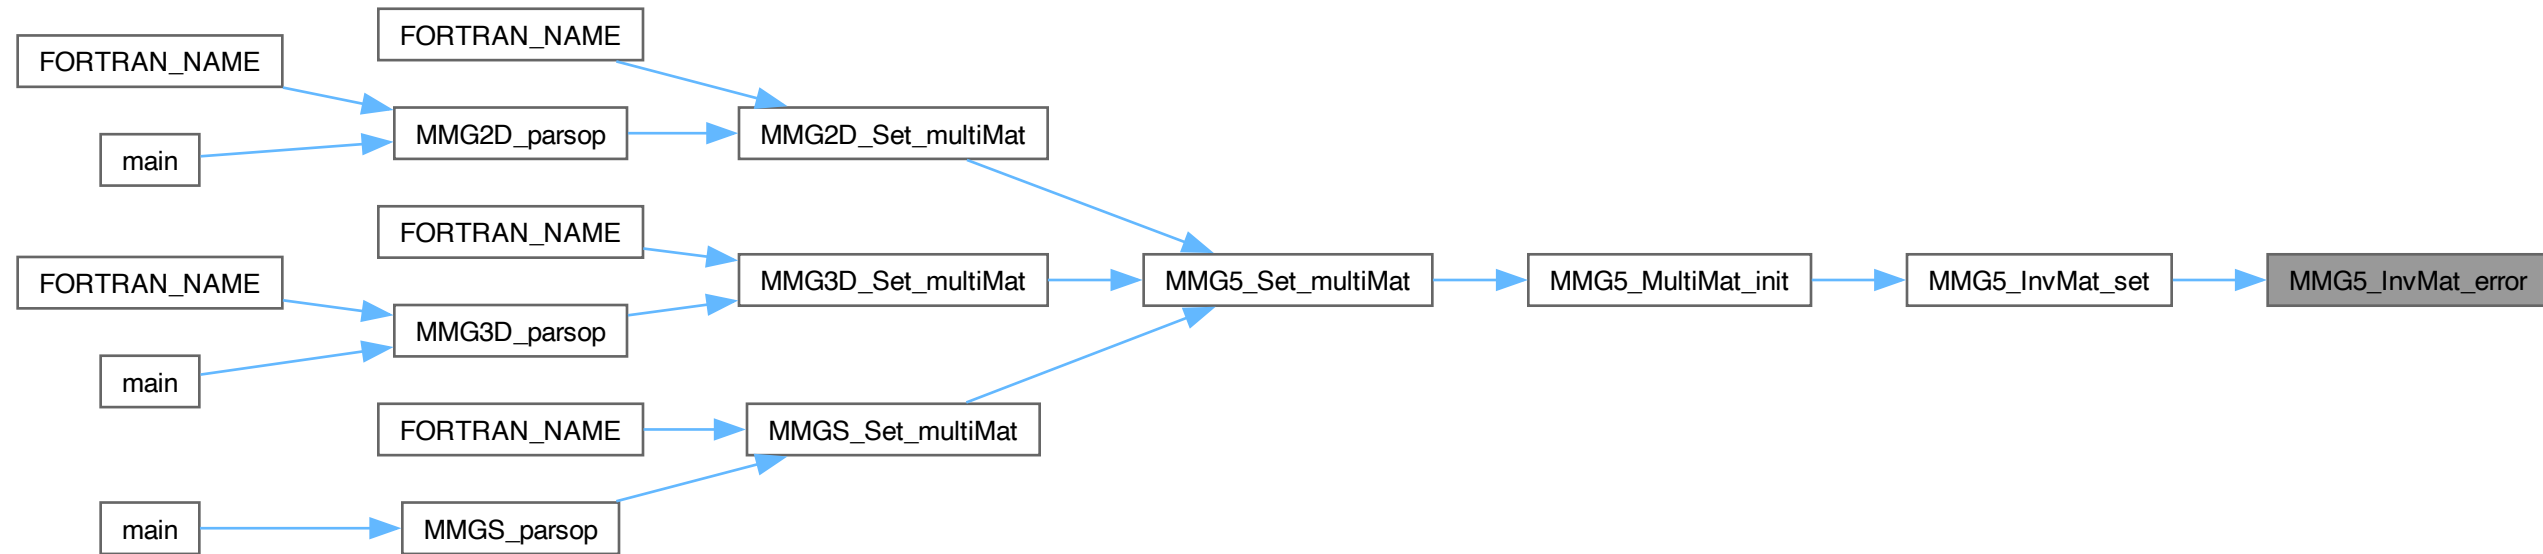 FORTRAN_NAME
FORTRAN_NAME
MMG2D_parsop
MMG2D_Set_multiMat
main
FORTRAN_NAME
FORTRAN_NAME
MMG3D_Set_multiMat
MMG5_Set_multiMat
MMG5_MultiMat_init
MMG5_InvMat_set
MMG5_InvMat_error
MMG3D_parsop
main
FORTRAN_NAME
MMGS_Set_multiMat
main
MMGS_parsop